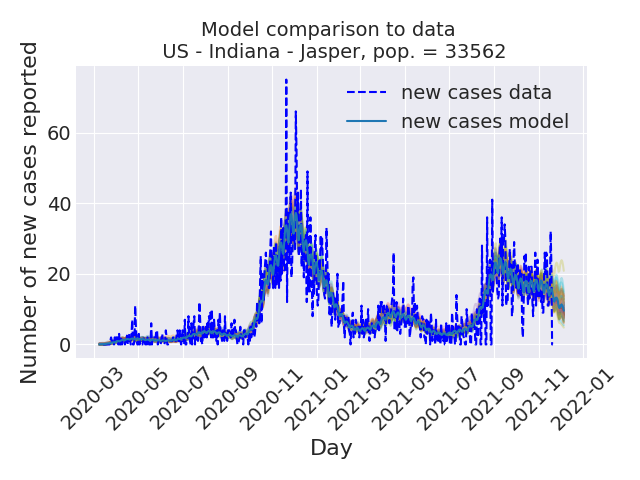 Model comparison to data
US - Indiana - Jasper, pop. = 33562
Number of new cases reported
60
40
20
0
new cases data
new cases model
2020-03
2020-05
2020-07
2020-09
2020-11
2021-01
2021-03
2021-05
2021-07
2021-09
2021-11
2022-01
Day